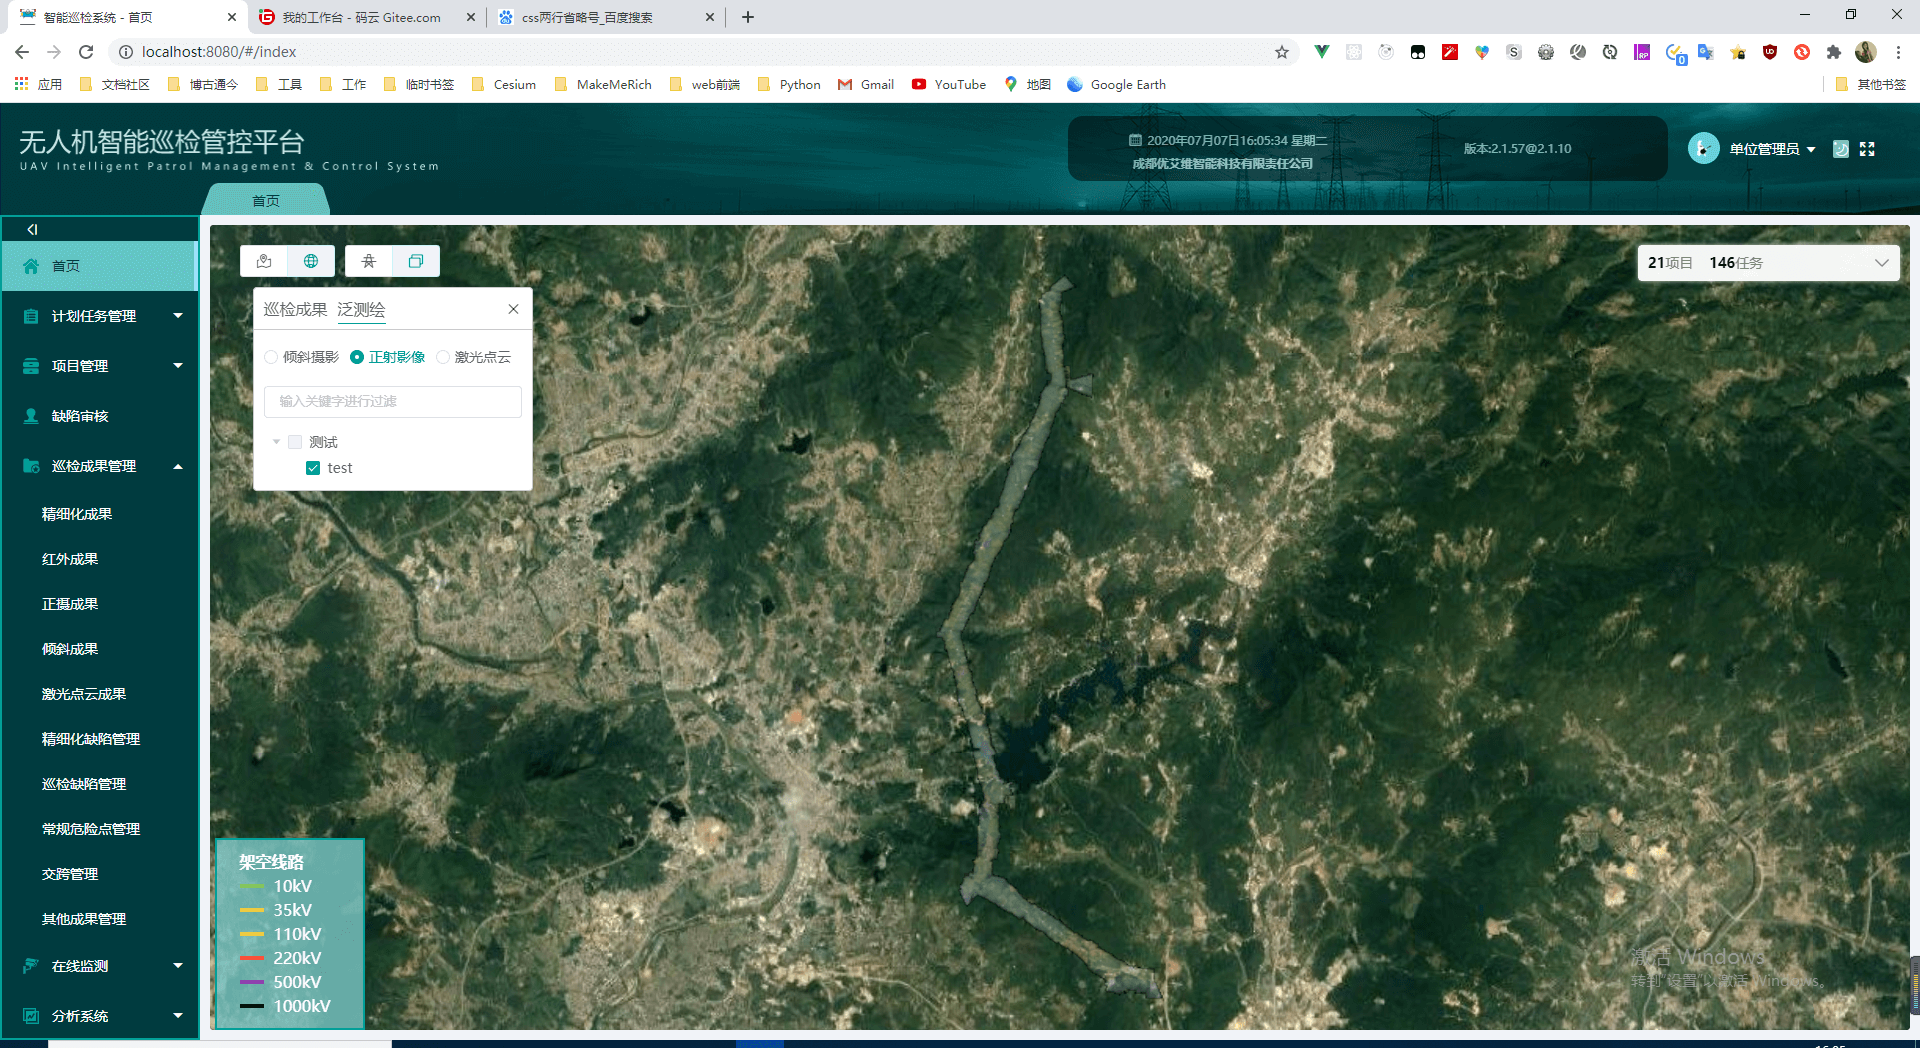 智能巡检系统 - 首页
我的工作台 - 码云 Gitee.com
css两行省略号_百度搜索
localhost:8080/#/index
应用
文档社区
博古通今
工具
工作
临时书签
Cesium
MakeMeRich
web前端
Python
Gmail
YouTube
地图
Google Earth
其他书签
无人机智能巡检管控平台
UAV Intelligent Patrol Management & Control System
2020年07月07日16:05:34 星期二
成都优艾维智能科技有限责任公司
版本:2.1.57@2.1.10
单位管理员
首页
首页
计划任务管理
项目管理
缺陷审核
巡检成果管理
精细化成果
红外成果
正摄成果
倾斜成果
激光点云成果
精细化缺陷管理
巡检缺陷管理
常规危险点管理
交跨管理
其他成果管理
在线监测
分析系统
21项目 146任务
巡检成果 泛测绘
倾斜摄影 正射影像 激光点云
输入关键字进行过滤
测试
test
架空线路
10kV
35kV
110kV
220kV
500kV
1000kV
激活 Windows
转到"设置"以激活 Windows。